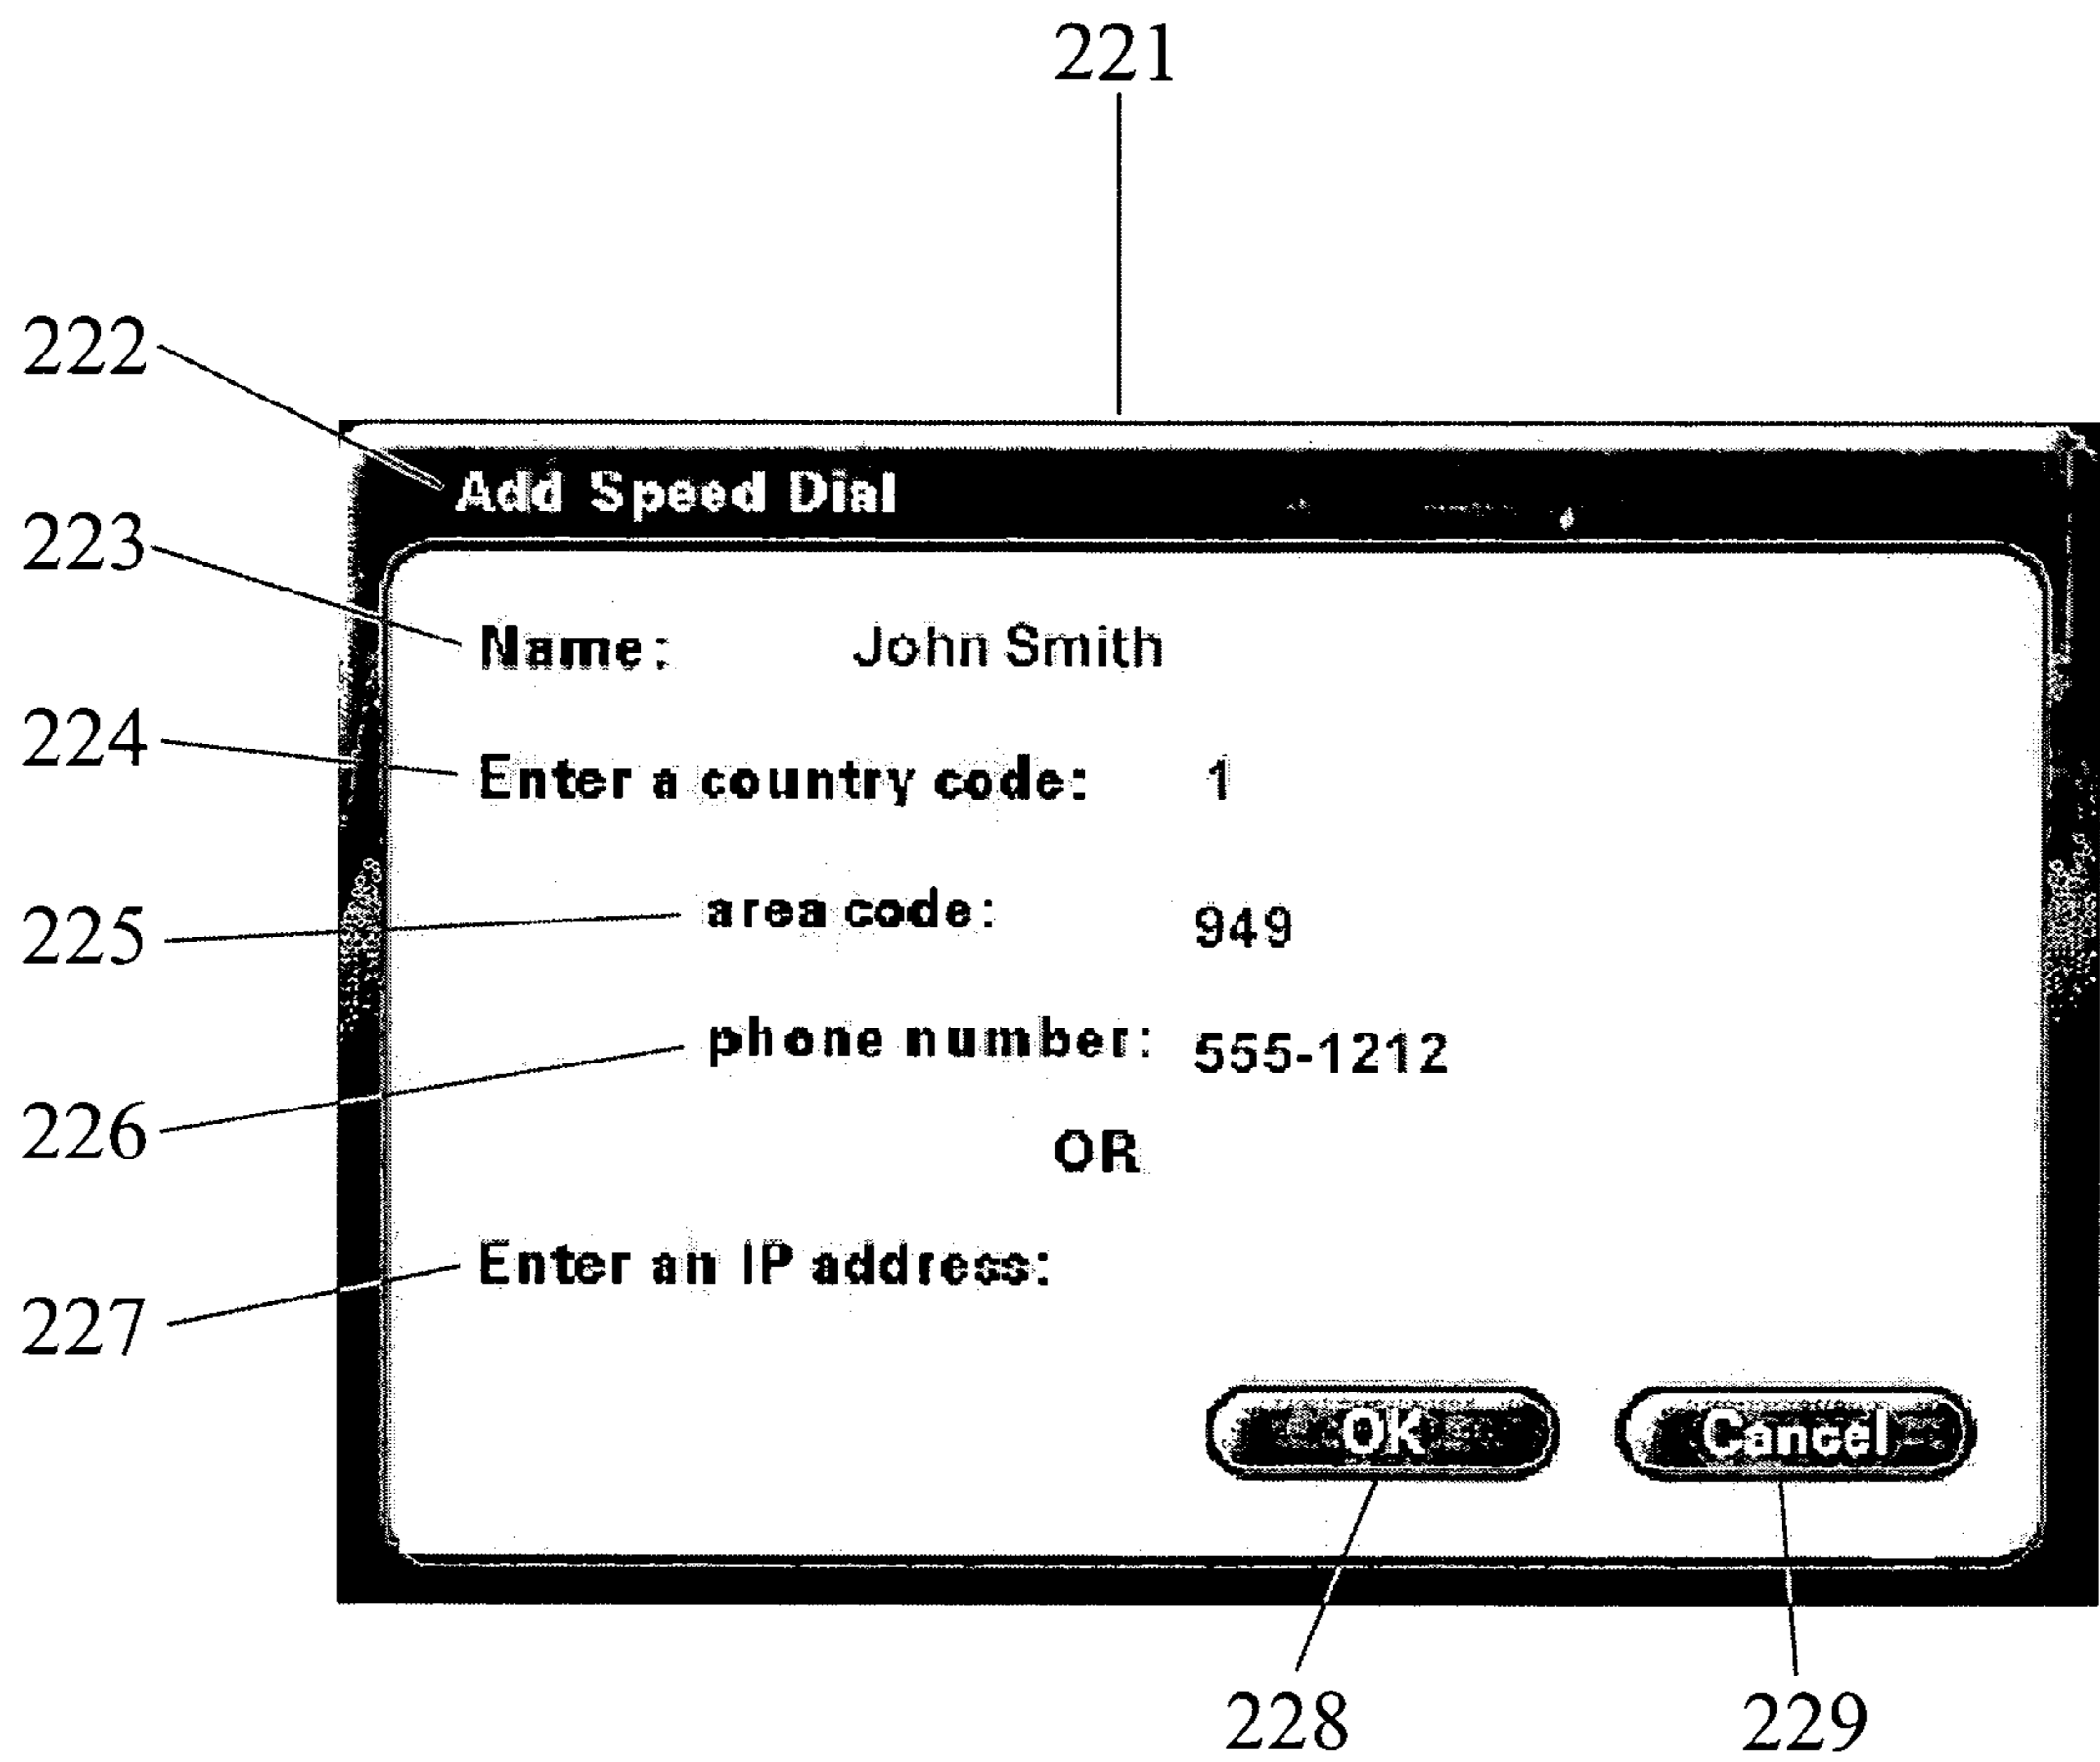 221
222
Add Speed Dial
223
Name: John Smith
224
Enter a country code: 1
225
area code: 949
226
phone number: 555-1212
OR
227
Enter an IP address:
OK Cancel
228 229